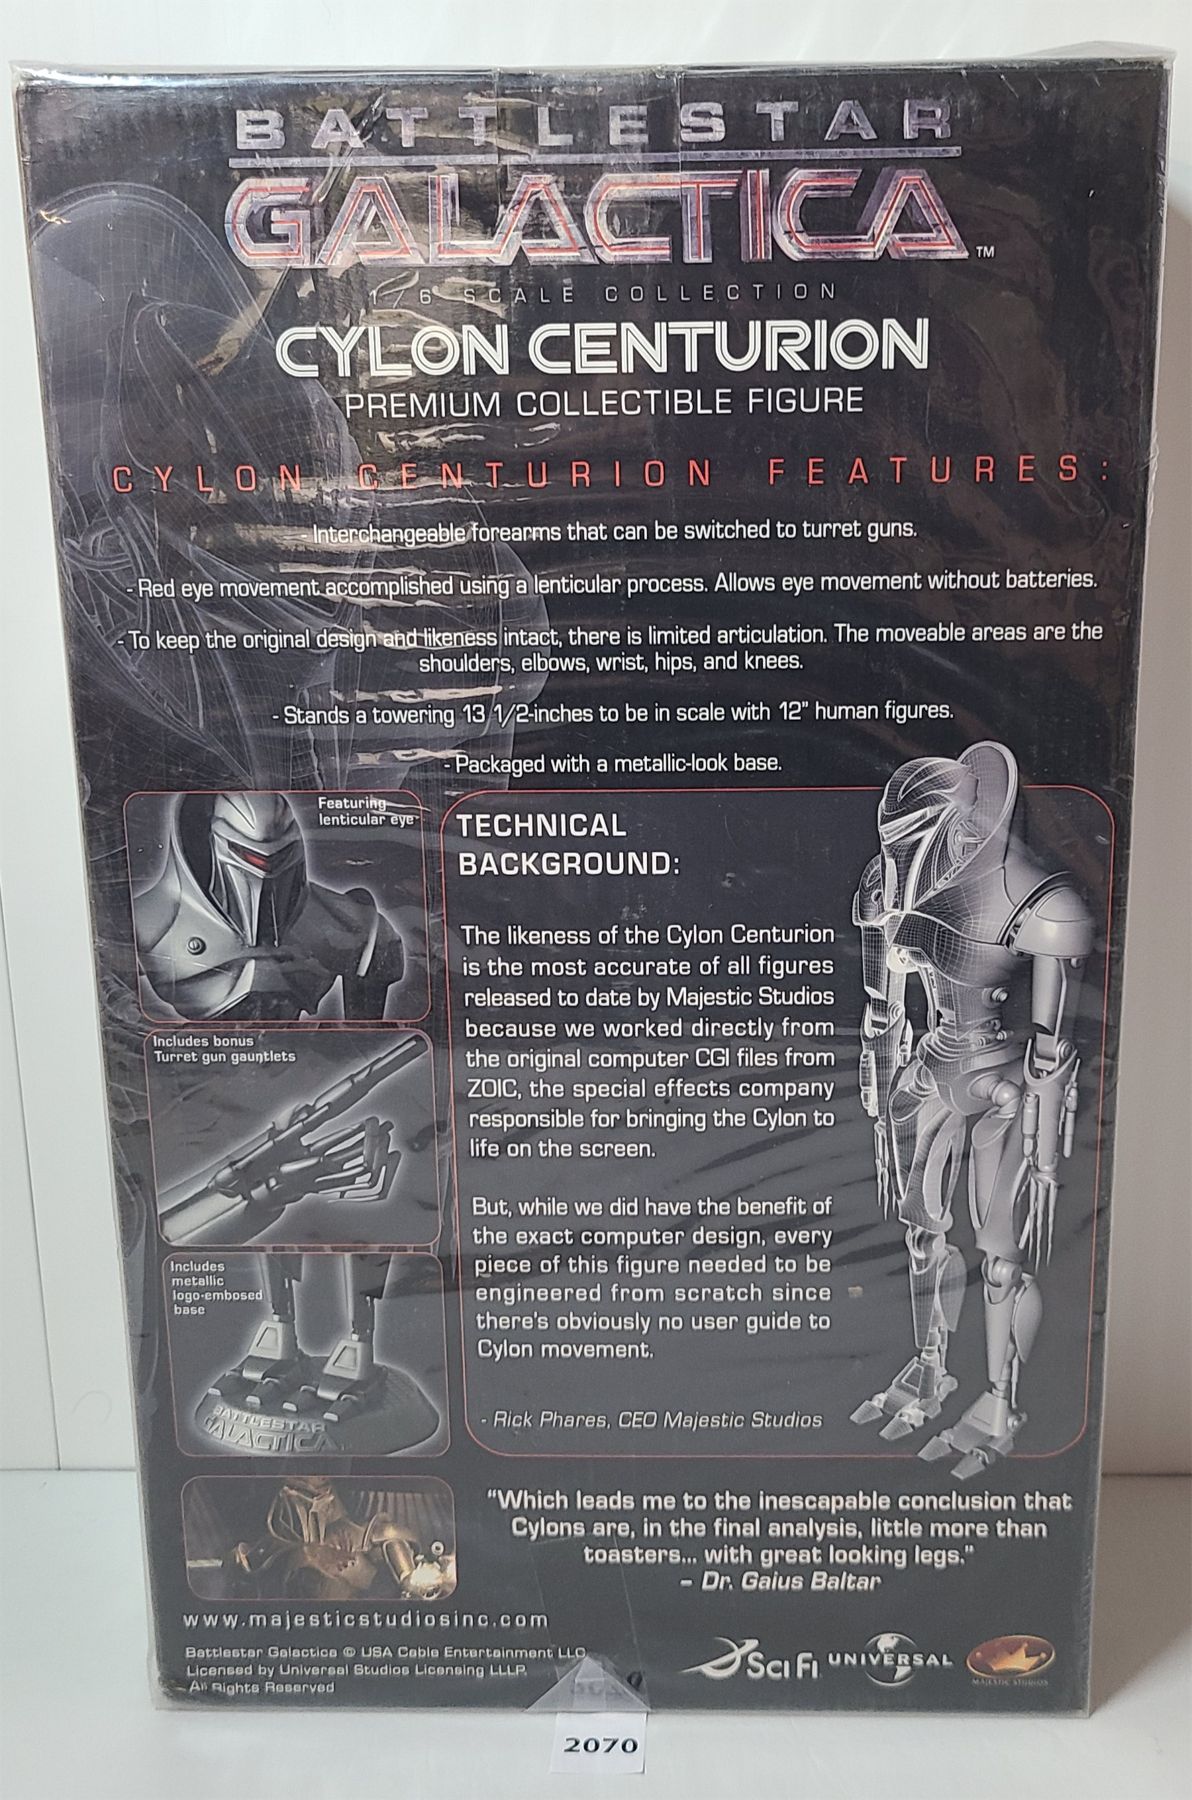 BATTLESTAR
GALACTICA™
1/6 SCALE COLLECTION
CYLON CENTURION
PREMIUM COLLECTIBLE FIGURE
CYLON CENTURION FEATURES:
- Interchangeable forearms that can be switched to turret guns.
- Red eye movement accomplished using a lenticular process. Allows eye movement without batteries.
- To keep the original design and likeness intact, there is limited articulation. The moveable areas are the
shoulders, elbows, wrist, hips, and knees.
- Stands a towering 13 1/2-inches to be in scale with 12" human figures.
- Packaged with a metallic-look base.
Featuring
lenticular eye
Includes bonus
Turret gun gauntlets
Includes
metallic
logo-embosed
base
BATTLESTAR
GALACTICA
TECHNICAL
BACKGROUND:
The likeness of the Cylon Centurion
is the most accurate of all figures
released to date by Majestic Studios
because we worked directly from
the original computer CGI files from
ZOIC, the special effects company
responsible for bringing the Cylon to
life on the screen.
But, while we did have the benefit of
the exact computer design, every
piece of this figure needed to be
engineered from scratch since
there's obviously no user guide to
Cylon movement.
- Rick Phares, CEO Majestic Studios
"Which leads me to the inescapable conclusion that
Cylons are, in the final analysis, little more than
toasters... with great looking legs."
– Dr. Gaius Baltar
www.majesticstudiosinc.com
Battlestar Galactica © USA Cable Entertainment LLC
Licensed by Universal Studios Licensing LLLP.
All Rights Reserved
SCI FI
UNIVERSAL
MAJESTIC STUDIOS
2070